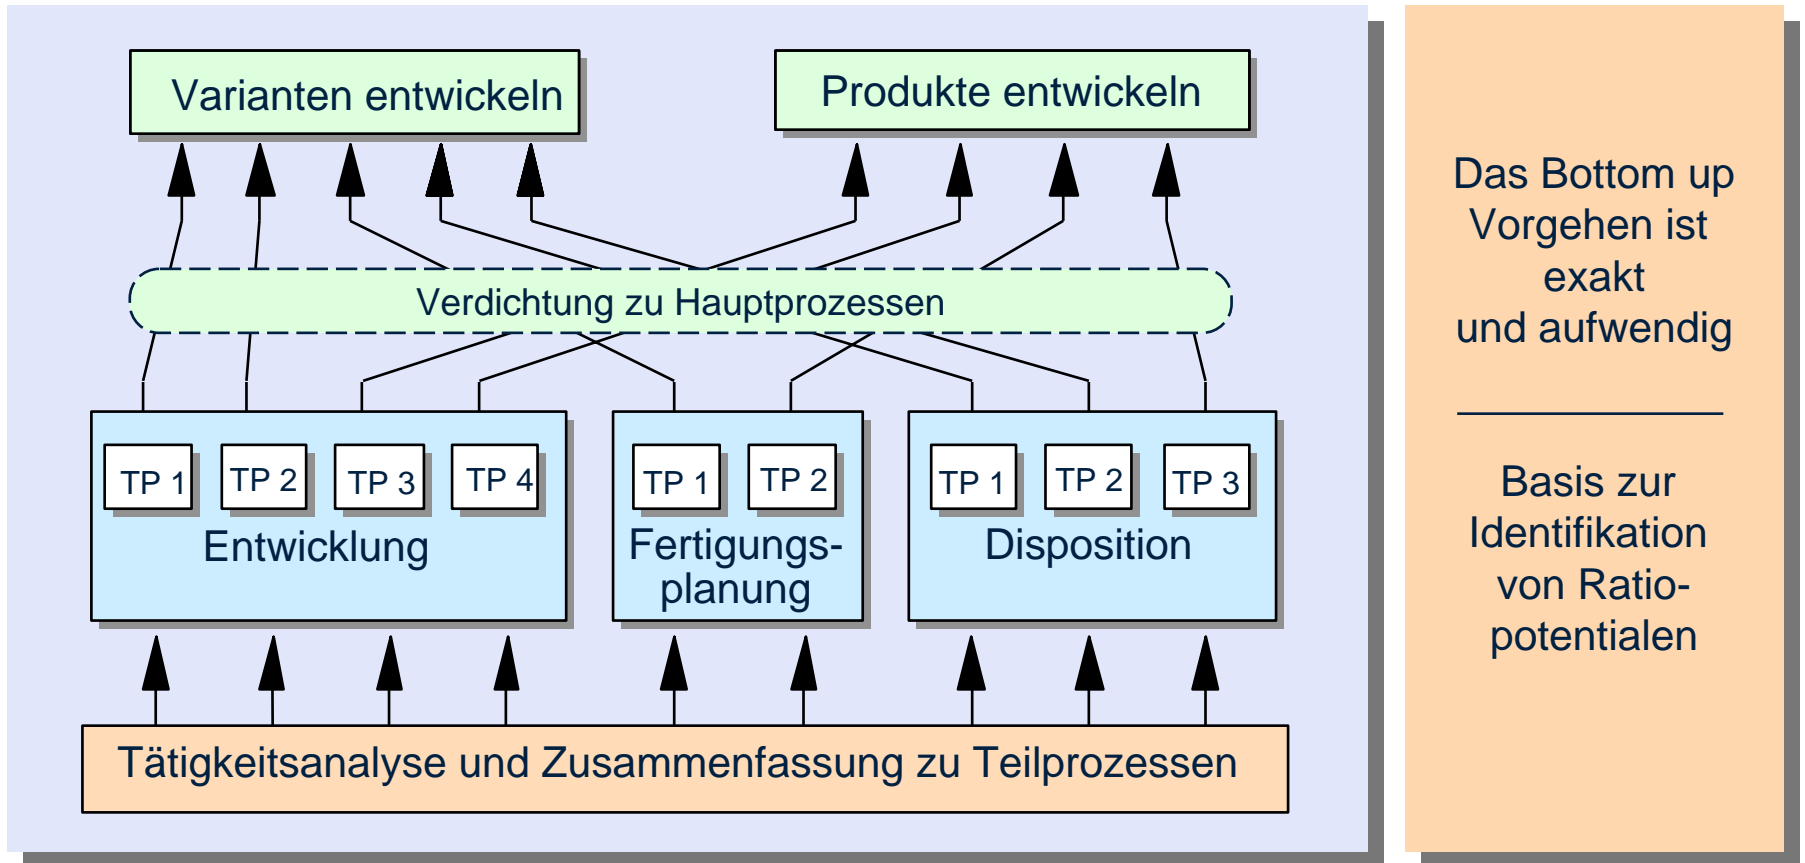 Varianten entwickeln
Produkte entwickeln
Verdichtung zu Hauptprozessen
TP 1
TP 2
TP 3
TP 4
Entwicklung
TP 1
TP 2
Fertigungs-
planung
TP 1
TP 2
TP 3
Disposition
Tätigkeitsanalyse und Zusammenfassung zu Teilprozessen
Das Bottom up
Vorgehen ist
exakt
und aufwendig
Basis zur
Identifikation
von Ratio-
potentialen